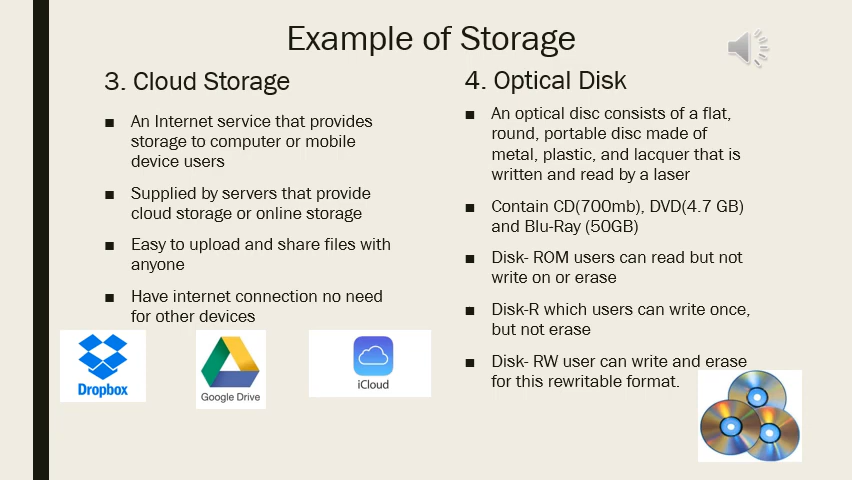 Example of Storage
3. Cloud Storage
■ An Internet service that provides
storage to computer or mobile
device users
■ Supplied by servers that provide
cloud storage or online storage
■ Easy to upload and share files with
anyone
■ Have internet connection no need
for other devices
Dropbox
Google Drive
iCloud
4. Optical Disk
■ An optical disc consists of a flat,
round, portable disc made of
metal, plastic, and lacquer that is
written and read by a laser
■ Contain CD(700mb), DVD(4.7 GB)
and Blu-Ray (50GB)
■ Disk- ROM users can read but not
write on or erase
■ Disk-R which users can write once,
but not erase
■ Disk- RW user can write and erase
for this rewritable format.